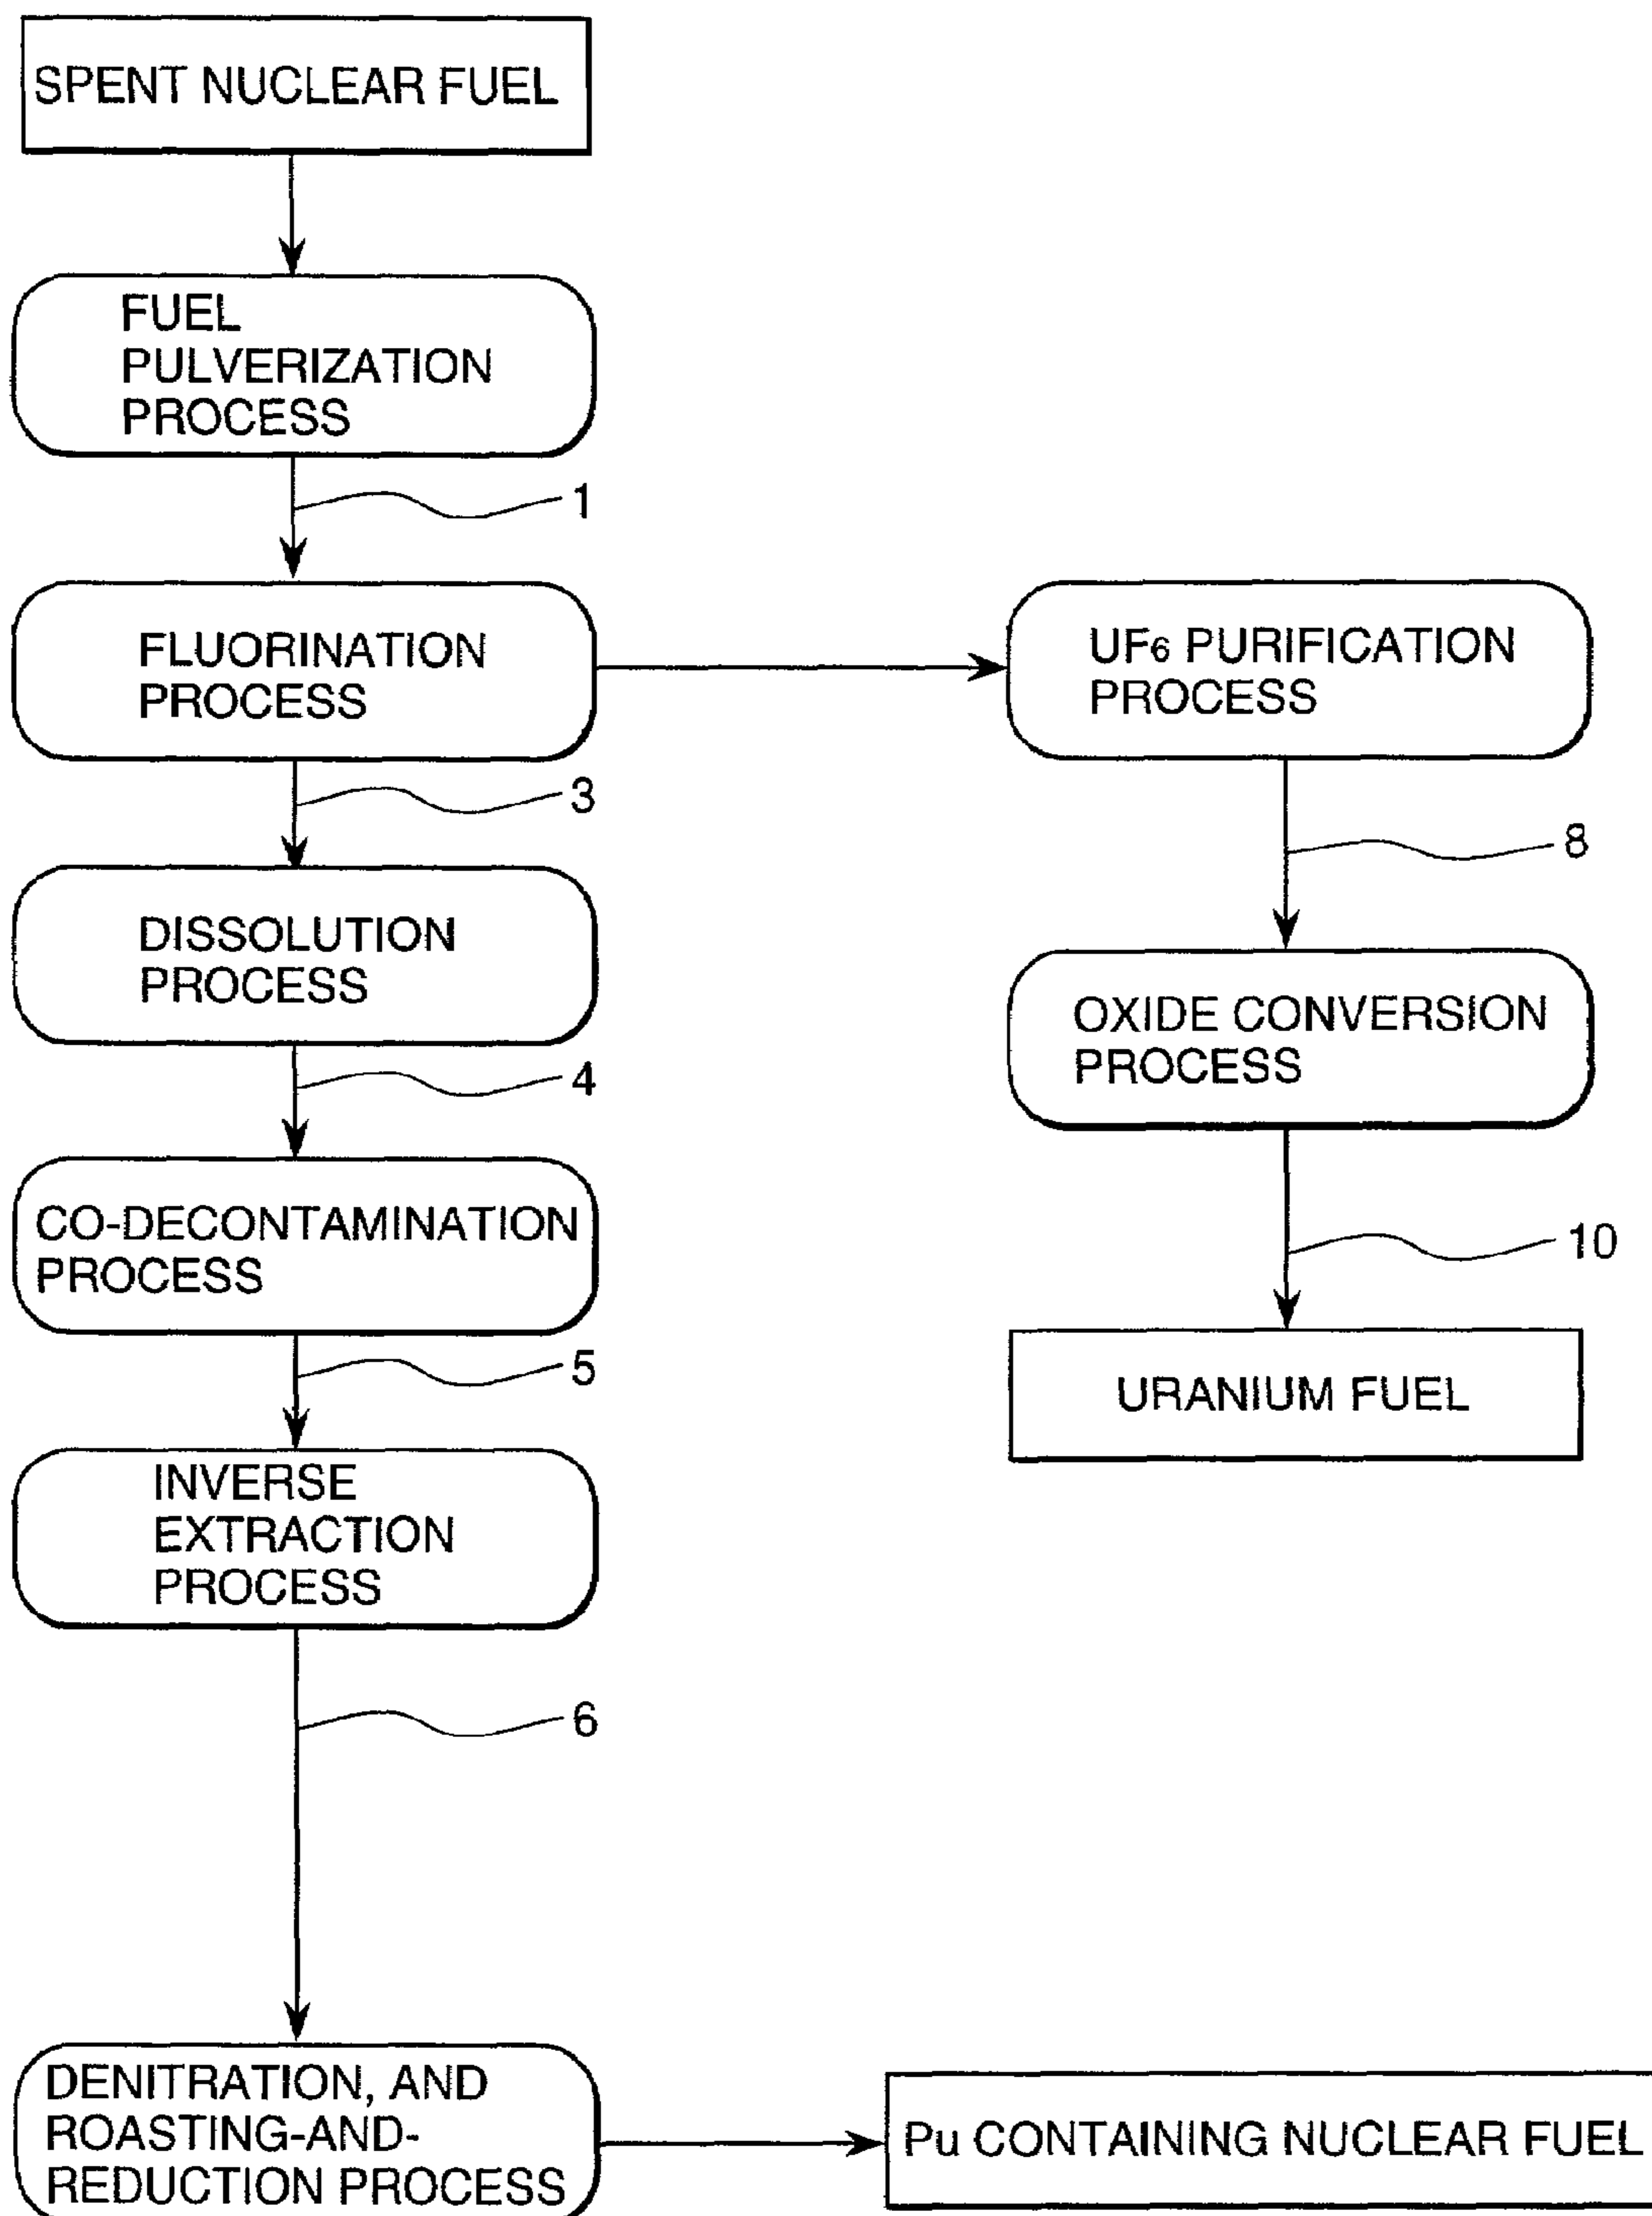 SPENT NUCLEAR FUEL
FUEL
PULVERIZATION
PROCESS
1
FLUORINATION
PROCESS
UF6 PURIFICATION
PROCESS
3
8
DISSOLUTION
PROCESS
OXIDE CONVERSION
PROCESS
4
CO-DECONTAMINATION
PROCESS
10
5
URANIUM FUEL
INVERSE
EXTRACTION
PROCESS
6
DENITRATION, AND
ROASTING-AND-
REDUCTION PROCESS
Pu CONTAINING NUCLEAR FUEL